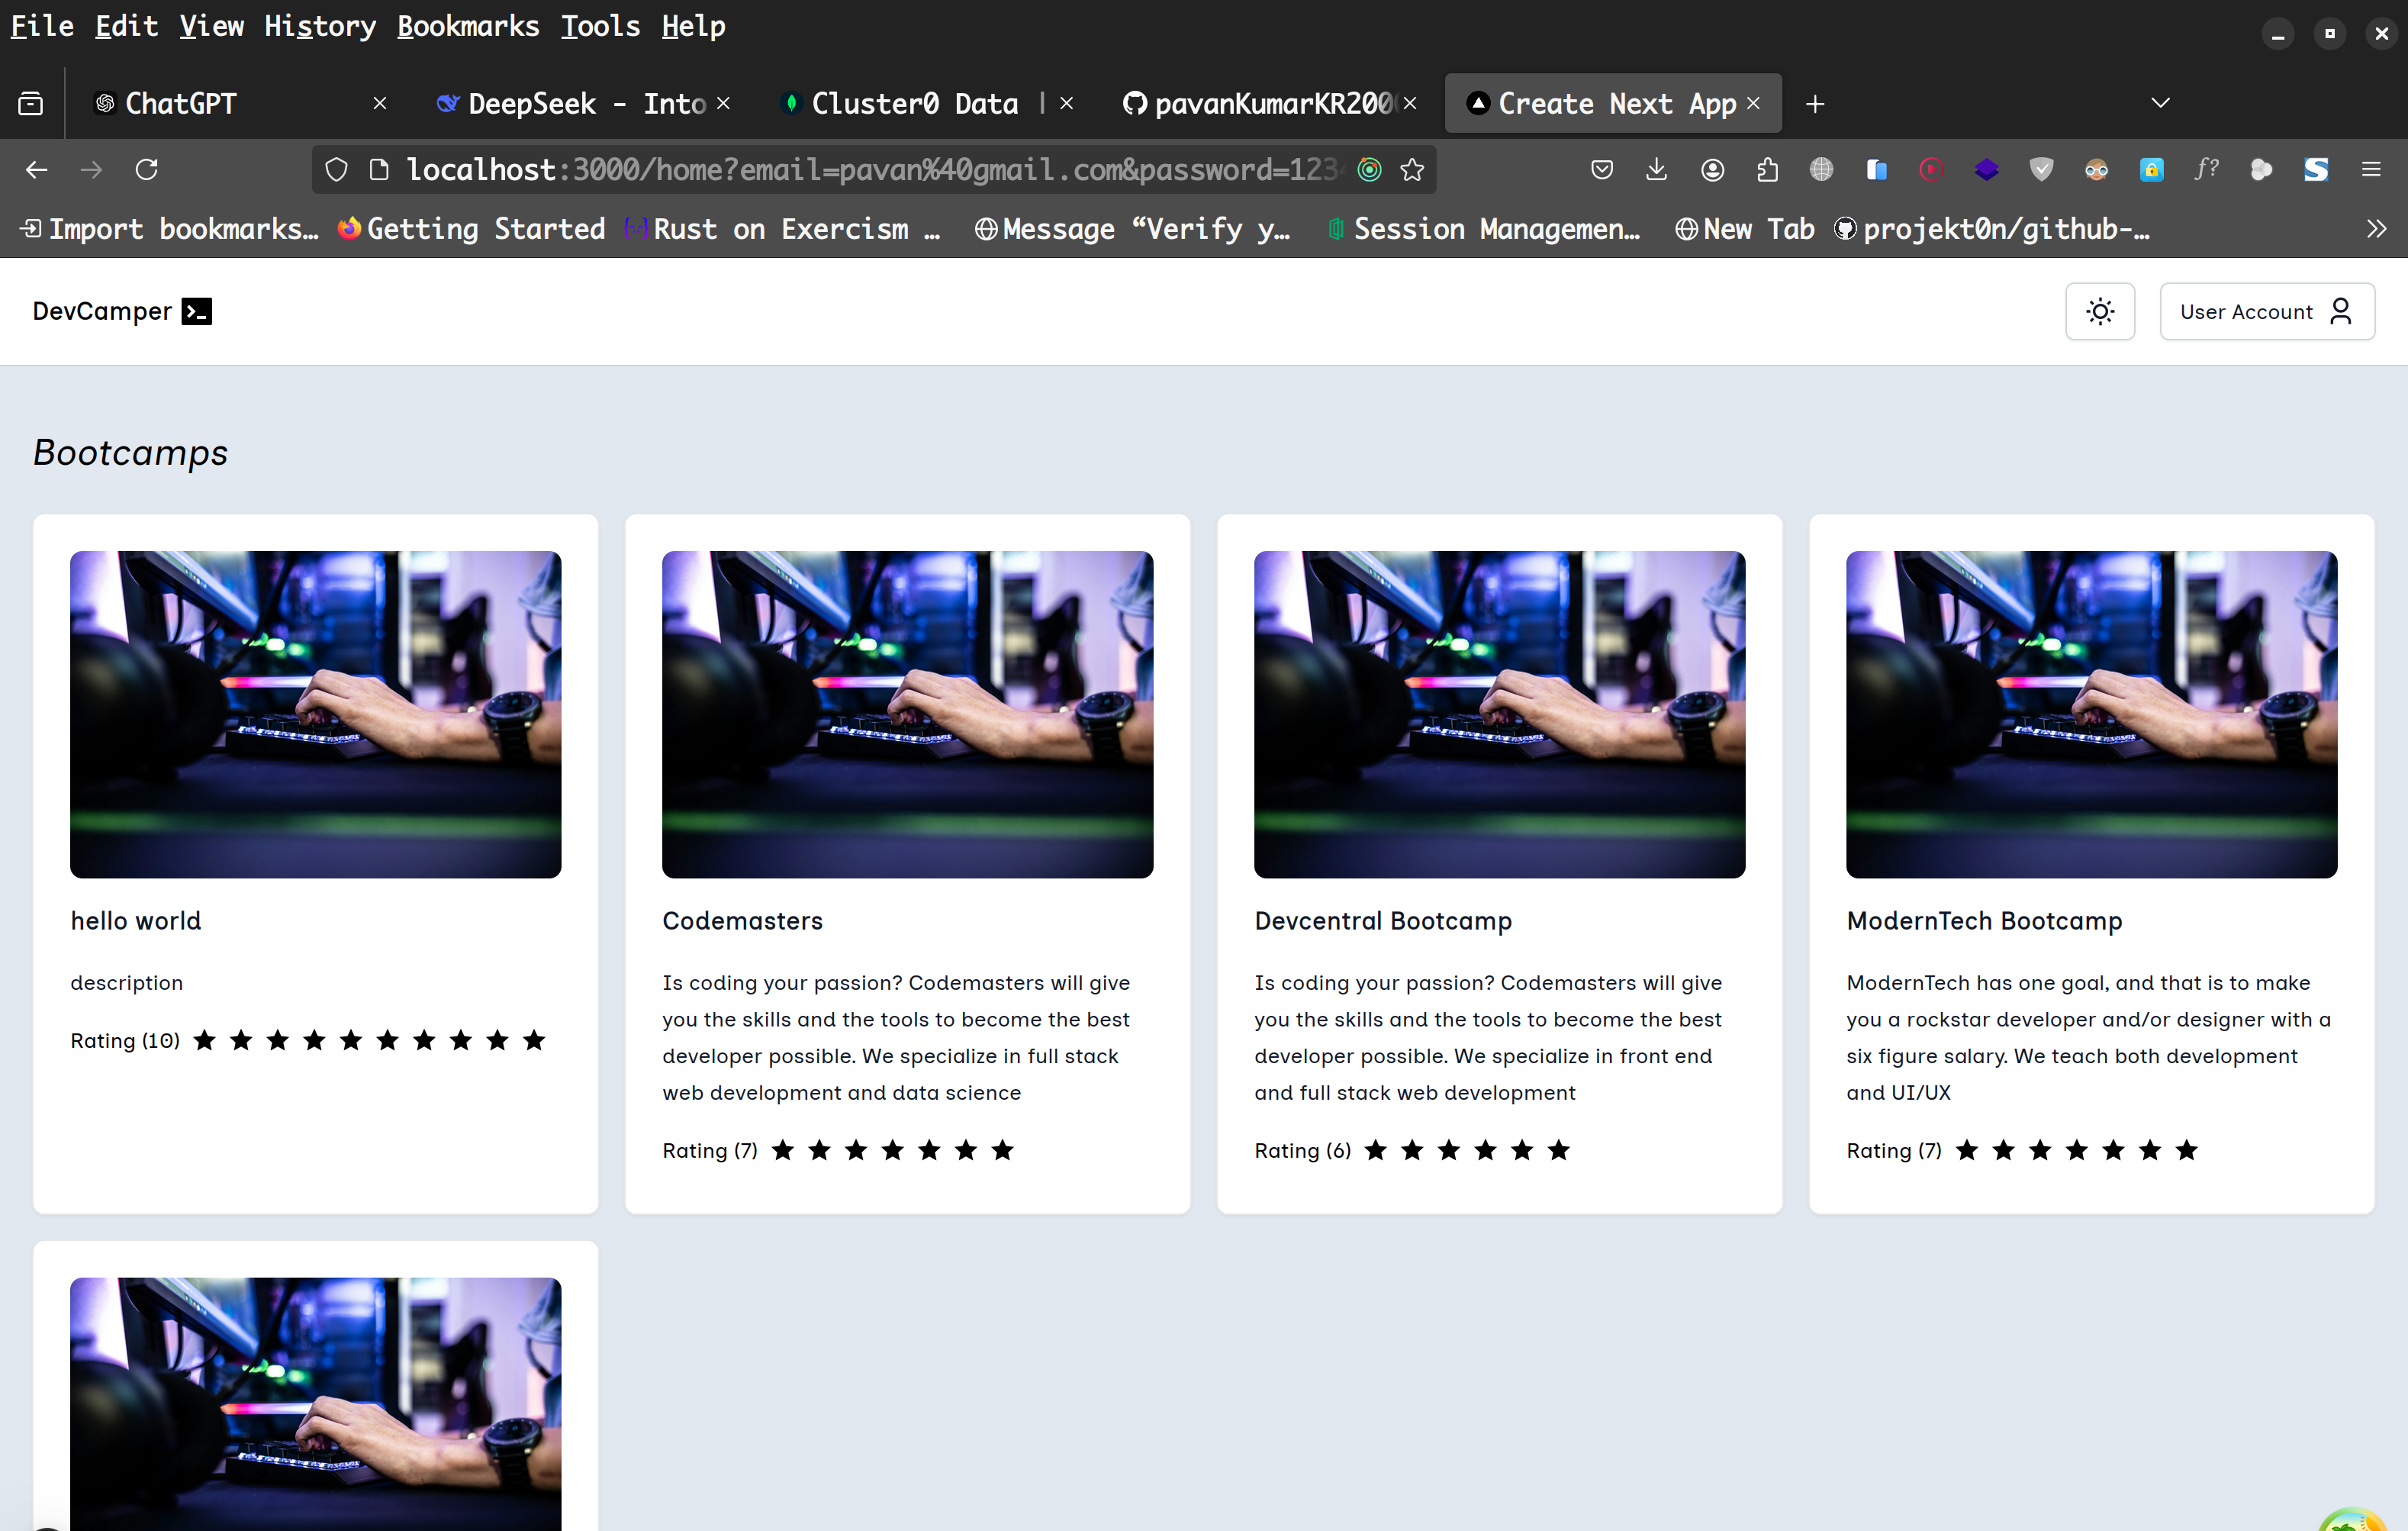 File Edit View History Bookmarks Tools Help
ChatGPT
DeepSeek - Into
Cluster0 Data |
pavanKumarKR200
Create Next App
localhost:3000/home?email=pavan%40gmail.com&password=123
Import bookmarks… Getting Started Rust on Exercism … Message “Verify y… Session Managemen… New Tab projekt0n/github-…
DevCamper
User Account
Bootcamps
hello world
description
Rating (10)
Codemasters
Is coding your passion? Codemasters will give
you the skills and the tools to become the best
developer possible. We specialize in full stack
web development and data science
Rating (7)
Devcentral Bootcamp
Is coding your passion? Codemasters will give
you the skills and the tools to become the best
developer possible. We specialize in front end
and full stack web development
Rating (6)
ModernTech Bootcamp
ModernTech has one goal, and that is to make
you a rockstar developer and/or designer with a
six figure salary. We teach both development
and UI/UX
Rating (7)